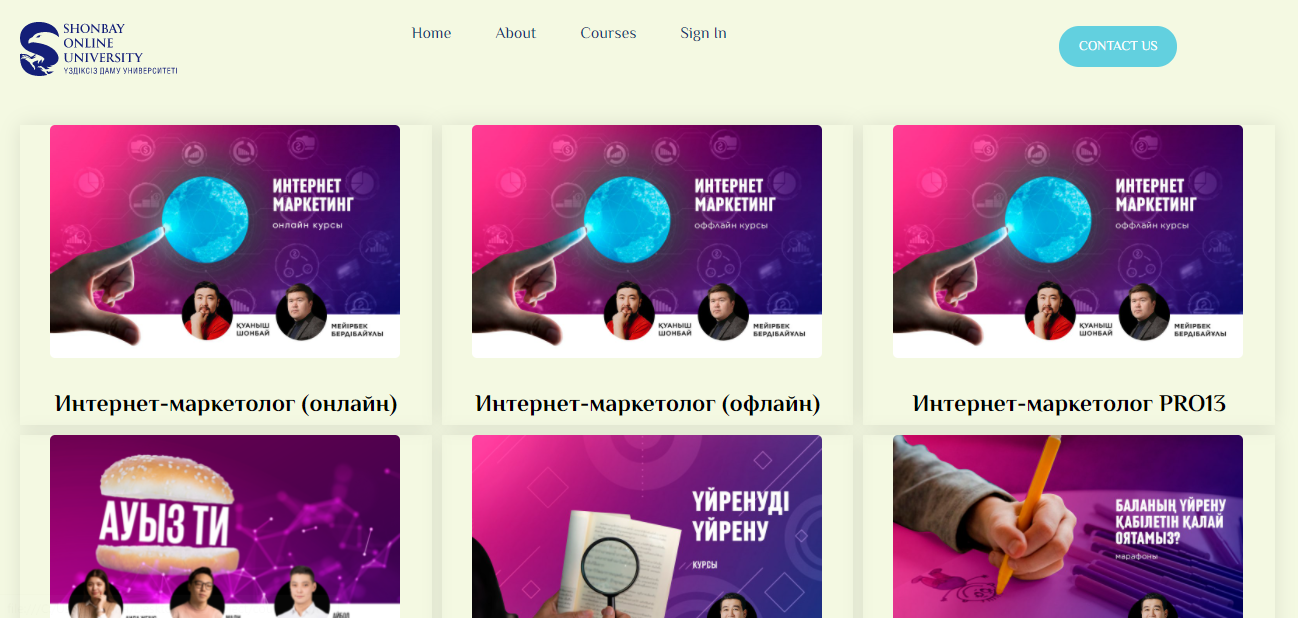 SHONBAY
ONLINE
UNIVERSITY
ҮЗДІКСІЗ ДАМУ УНИВЕРСИТЕТІ
Home
About
Courses
Sign In
CONTACT US
ИНТЕРНЕТ
МАРКЕТИНГ
онлайн курсы
ҚУАНЫШ
ШОНБАЙ
МЕЙІРБЕК
БЕРДІБАЙҰЛЫ
Интернет-маркетолог (онлайн)
ИНТЕРНЕТ
МАРКЕТИНГ
оффлайн курсы
ҚУАНЫШ
ШОНБАЙ
МЕЙІРБЕК
БЕРДІБАЙҰЛЫ
Интернет-маркетолог (офлайн)
ИНТЕРНЕТ
МАРКЕТИНГ
оффлайн курсы
ҚУАНЫШ
ШОНБАЙ
МЕЙІРБЕК
БЕРДІБАЙҰЛЫ
Интернет-маркетолог PRO13
АУЫЗ ТИ
ҮЙРЕНУДІ
ҮЙРЕНУ
КУРСЫ
БАЛАНЫҢ ҮЙРЕНУ
ҚАБІЛЕТІН ҚАЛАЙ
ОЯТАМЫЗ?
марафоны